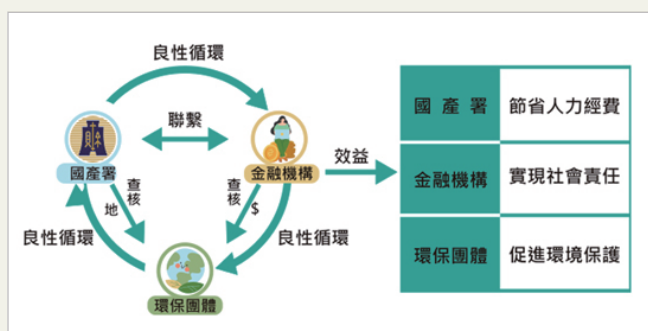 良性循環
聯繫
國產署
金融機構
查核
地
查核
$
良性循環
良性循環
環保團體
效益
國產署 節省人力經費
金融機構 實現社會責任
環保團體 促進環境保護